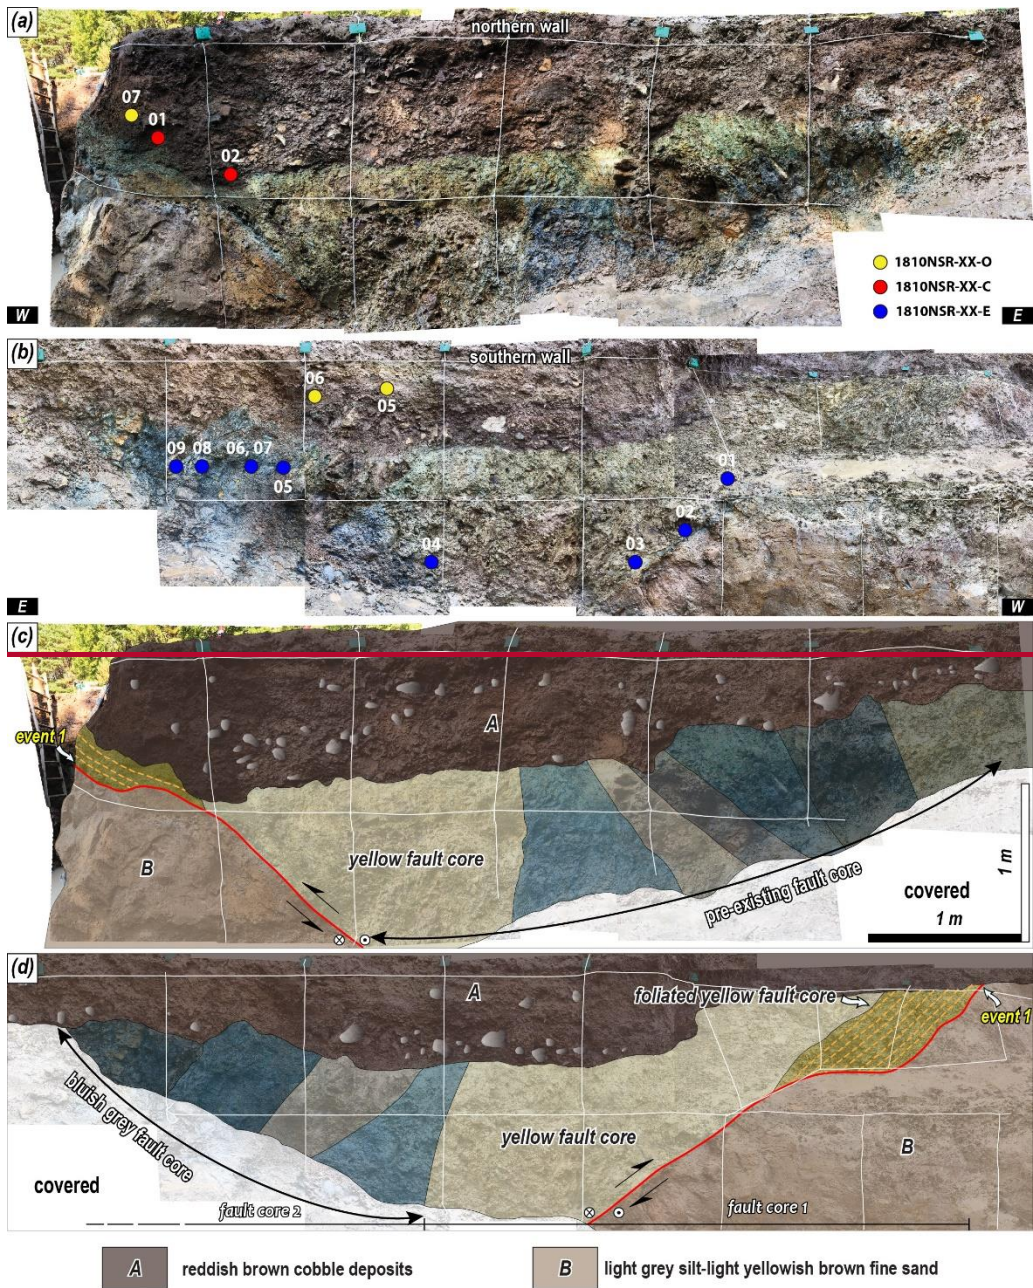 (a)
northern wall
07
01
02
1810NSR-XX-O
1810NSR-XX-C
1810NSR-XX-E
W
E
(b)
southern wall
06
05
09 08 06, 07
05
01
02
04
03
E
W
(c)
event 1
A
B
yellow fault core
pre-existing fault core
covered
1 m
1 m
(d)
A
foliated yellow fault core
event 1
bluish grey fault core
yellow fault core
B
covered
fault core 2
fault core 1
A reddish brown cobble deposits
B light grey silt-light yellowish brown fine sand